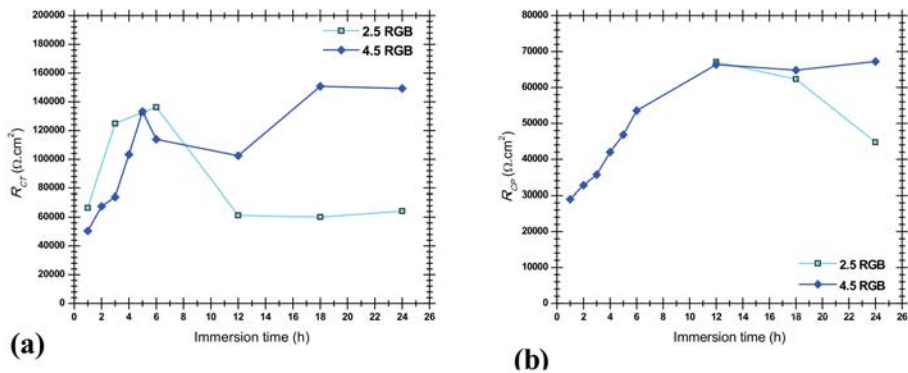 200000
180000
160000
140000
120000
100000
80000
60000
40000
20000
0
R_CT (Ω.cm²)
2.5 RGB
4.5 RGB
0 2 4 6 8 10 12 14 16 18 20 22 24 26
Immersion time (h)
(a)
80000
70000
60000
50000
40000
30000
20000
10000
0
R_CP (Ω.cm²)
2.5 RGB
4.5 RGB
0 2 4 6 8 10 12 14 16 18 20 22 24 26
Immersion time (h)
(b)